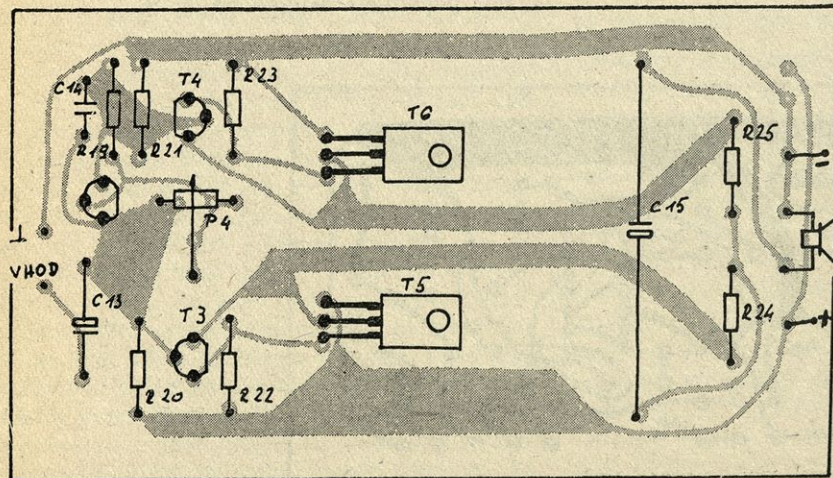 C14
T4
R23
T6
R19
R21
R25
P4
C15
⊥
VHOD
C13
T3
T5
R24
R20
R22
-
+